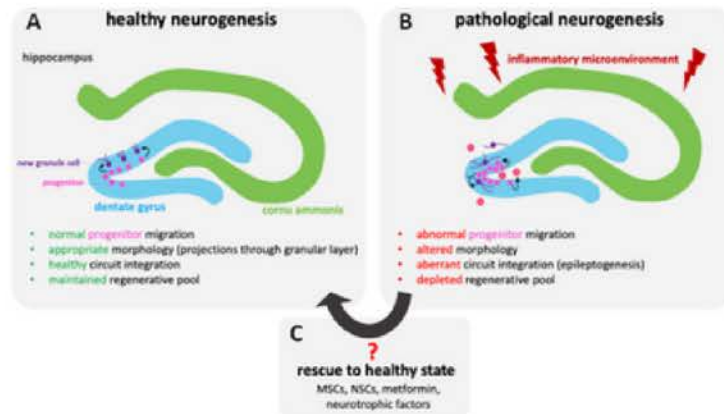 A
healthy neurogenesis
hippocampus
new granule cell
progenitor
dentate gyrus
cornu ammonis
• normal progenitor migration
• appropriate morphology (projections through granular layer)
• healthy circuit integration
• maintained regenerative pool
B
pathological neurogenesis
inflammatory microenvironment
• abnormal progenitor migration
• altered morphology
• aberrant circuit integration (epileptogenesis)
• depleted regenerative pool
C
?
rescue to healthy state
MSCs, NSCs, metformin,
neurotrophic factors